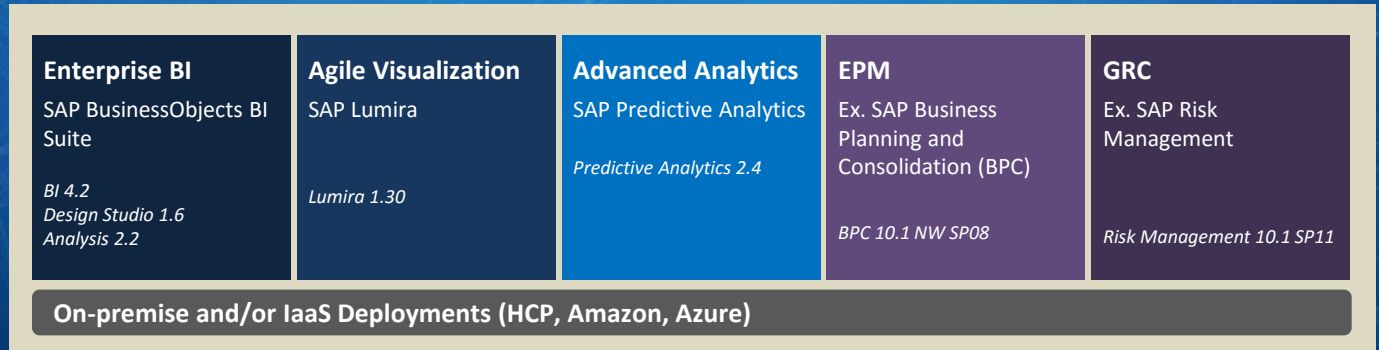 Enterprise BI
SAP BusinessObjects BI
Suite
BI 4.2
Design Studio 1.6
Analysis 2.2
Agile Visualization
SAP Lumira
Lumira 1.30
Advanced Analytics
SAP Predictive Analytics
Predictive Analytics 2.4
EPM
Ex. SAP Business
Planning and
Consolidation (BPC)
BPC 10.1 NW SP08
GRC
Ex. SAP Risk
Management
Risk Management 10.1 SP11
On-premise and/or IaaS Deployments (HCP, Amazon, Azure)